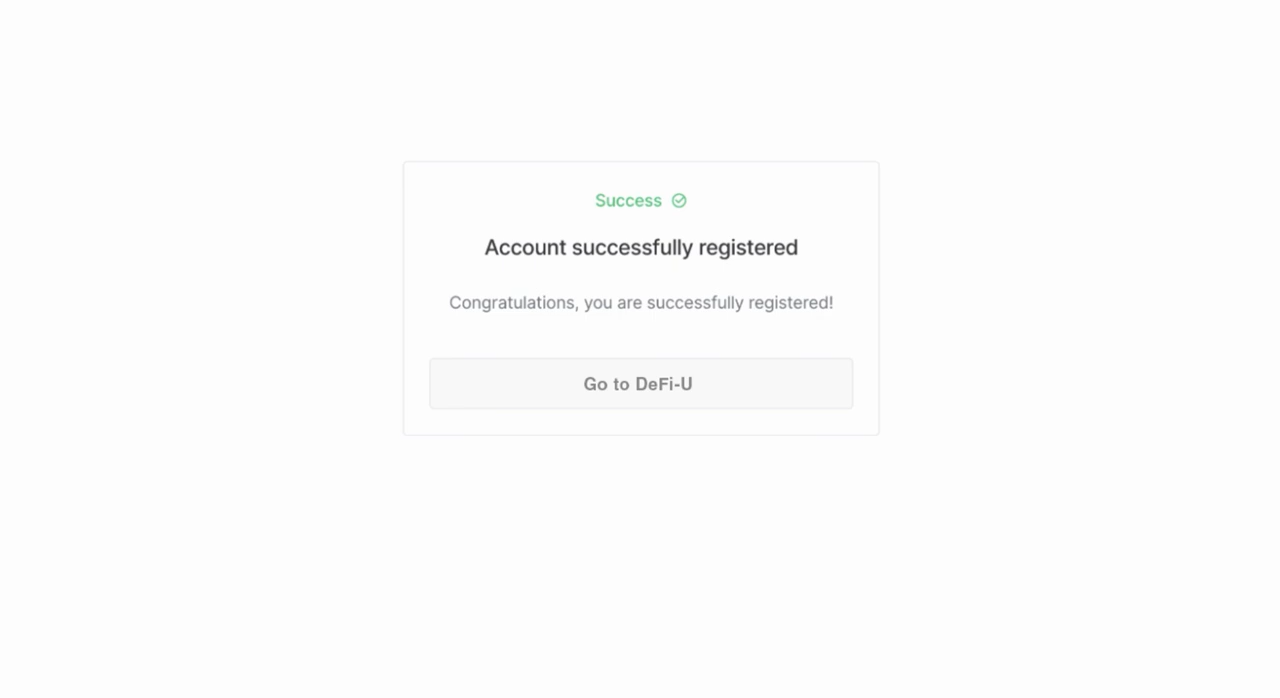 Success
Account successfully registered
Congratulations, you are successfully registered!
Go to DeFi-U